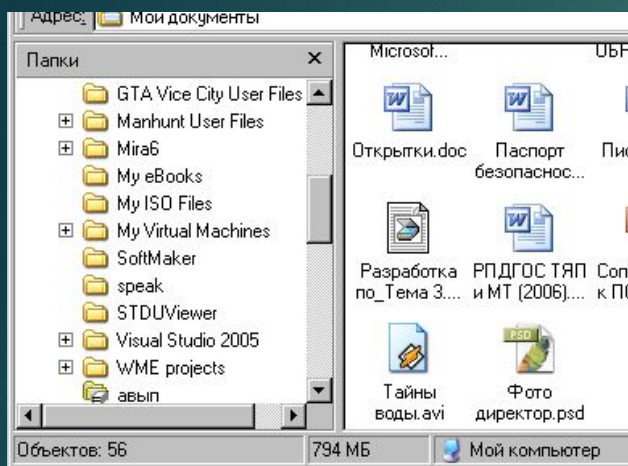 Адрес: Мои документы
Папки
GTA Vice City User Files
Manhunt User Files
Mira6
My eBooks
My ISO Files
My Virtual Machines
SoftMaker
speak
STDUViewer
Visual Studio 2005
WME projects
авып
Microsof...
Открытки.doc
Паспорт
безопаснос...
Разработка
по_Тема 3....
РПДГОС ТЯП
и МТ (2006)....
к П
PSD
Тайны
воды.avi
Фото
директор.psd
Объектов: 56
794 МБ
Мой компьютер